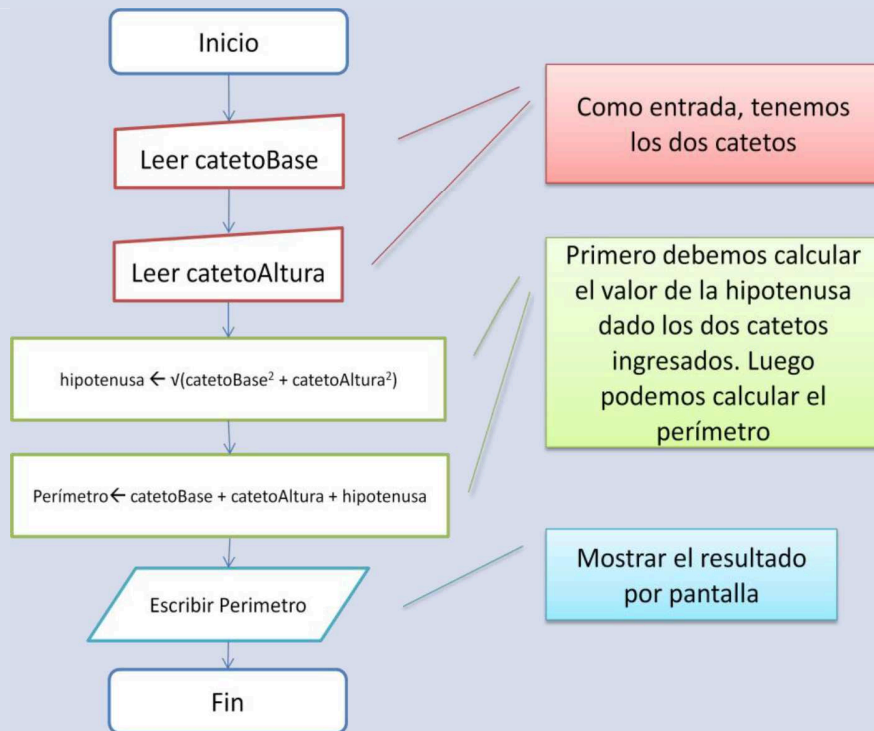 Inicio
Leer catetoBase
Leer catetoAltura
hipotenusa ← √(catetoBase² + catetoAltura²)
Perímetro← catetoBase + catetoAltura + hipotenusa
Escribir Perimetro
Fin
Como entrada, tenemos
los dos catetos
Primero debemos calcular
el valor de la hipotenusa
dado los dos catetos
ingresados. Luego
podemos calcular el
perímetro
Mostrar el resultado
por pantalla